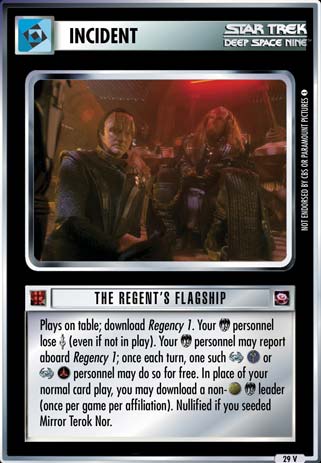 INCIDENT
STAR TREK
DEEP SPACE NINE
NOT ENDORSED BY CBS OR PARAMOUNT PICTURES
THE REGENT'S FLAGSHIP
Plays on table; download Regency 1. Your personnel
lose (even if not in play). Your personnel may report
aboard Regency 1; once each turn, one such or
personnel may do so for free. In place of your
normal card play, you may download a non- leader
(once per game per affiliation). Nullified if you seeded
Mirror Terok Nor.
29 V